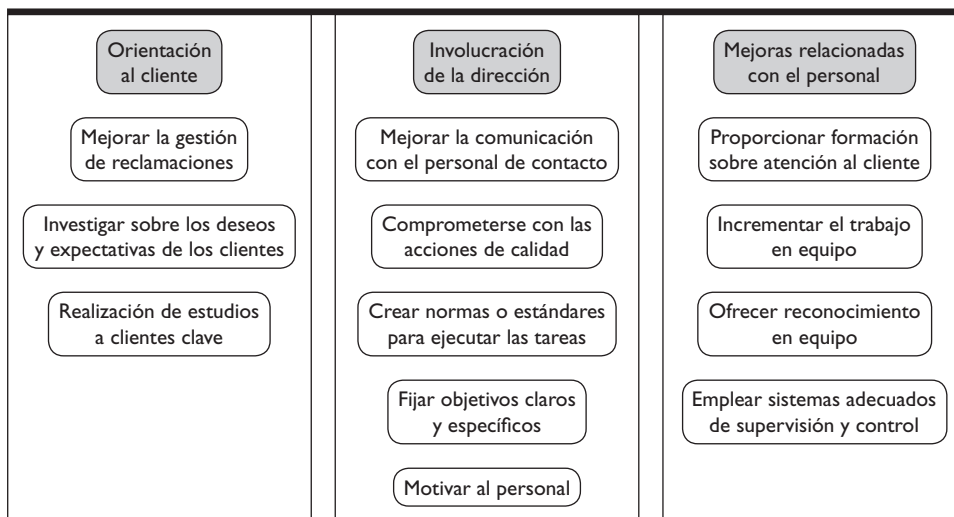 Orientación
al cliente
Mejorar la gestión
de reclamaciones
Investigar sobre los deseos
y expectativas de los clientes
Realización de estudios
a clientes clave
Involucración
de la dirección
Mejorar la comunicación
con el personal de contacto
Comprometerse con las
acciones de calidad
Crear normas o estándares
para ejecutar las tareas
Fijar objetivos claros
y específicos
Motivar al personal
Mejoras relacionadas
con el personal
Proporcionar formación
sobre atención al cliente
Incrementar el trabajo
en equipo
Ofrecer reconocimiento
en equipo
Emplear sistemas adecuados
de supervisión y control